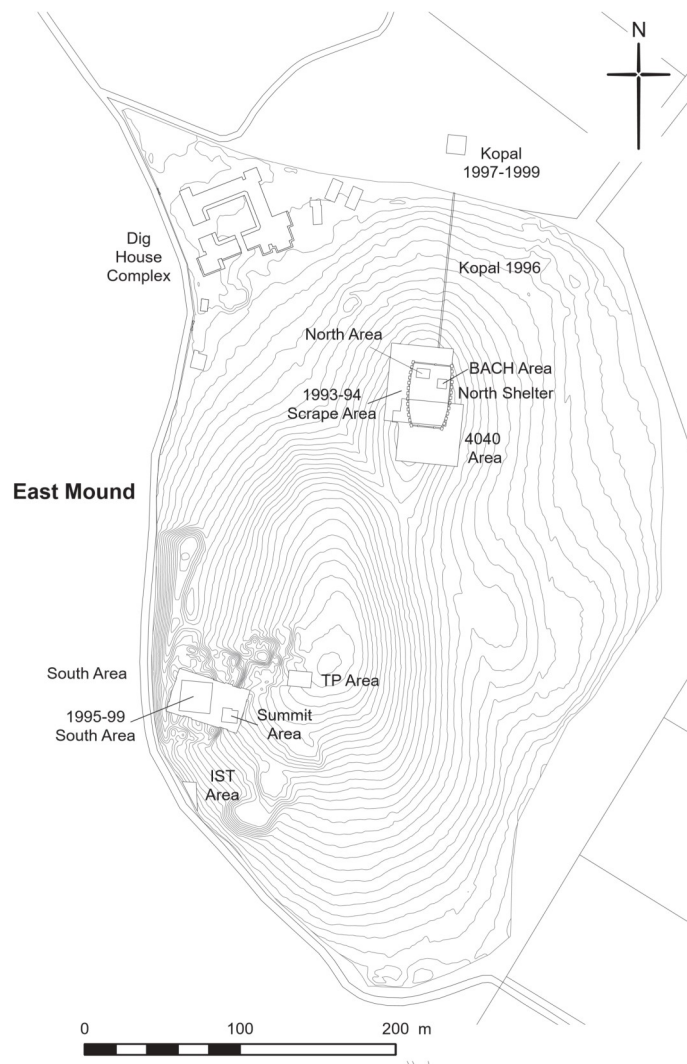 N
Kopal
1997-1999
Dig
House
Complex
Kopal 1996
North Area
BACH Area
1993-94
Scrape Area
North Shelter
4040
Area
East Mound
South Area
TP Area
1995-99
South Area
Summit
Area
IST
Area
0 100 200 m